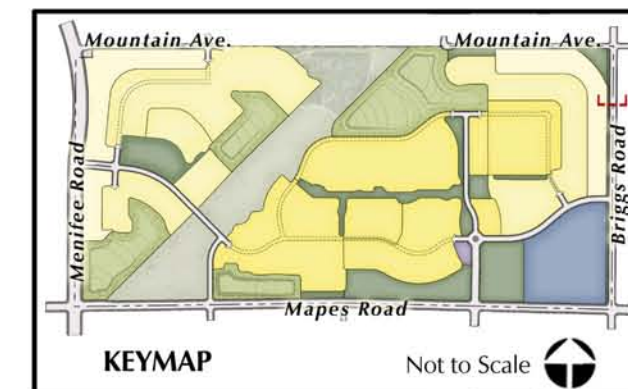 Mountain Ave.
Mountain Ave.
Menifee Road
Briggs Road
Mapes Road
KEYMAP
Not to Scale